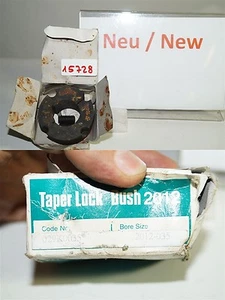 Neu / New
15728
Taper Lock Bush 2012
Code No.
Bore Size